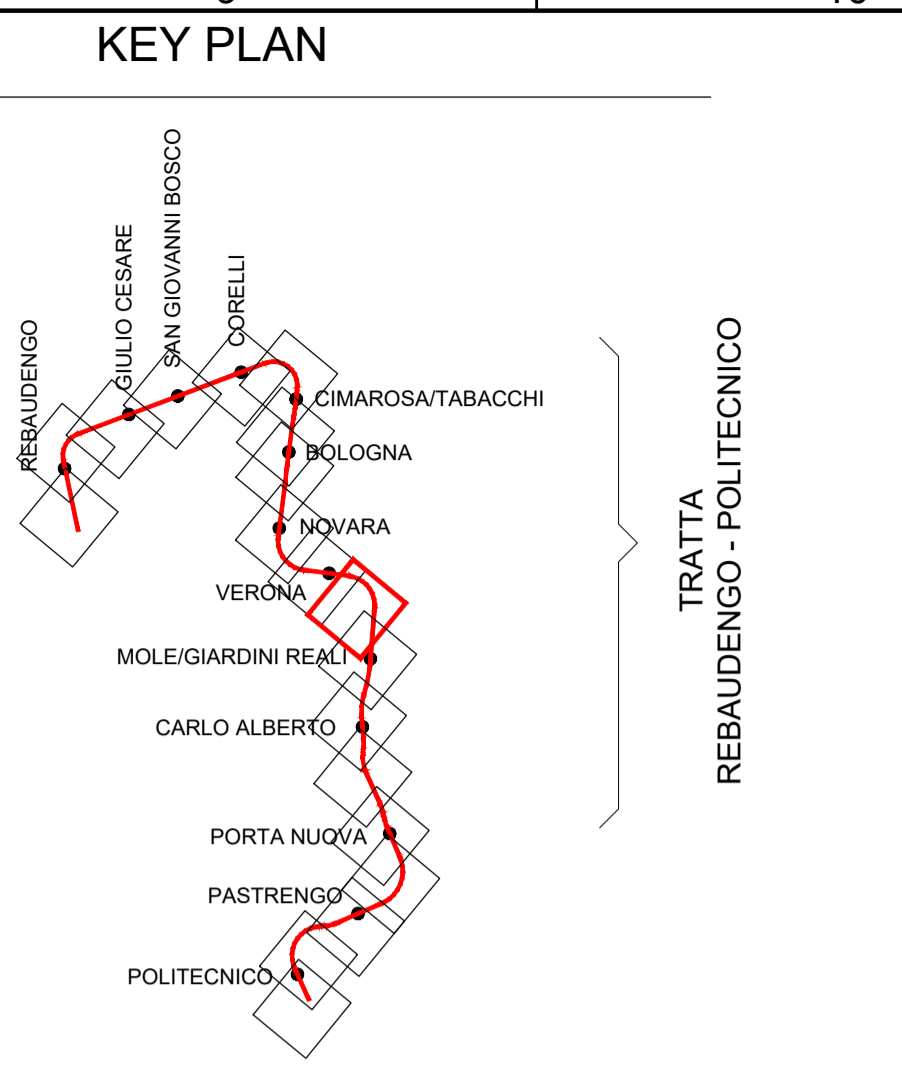 KEY PLAN
REBAUDENGO
GIULIO CESARE
SAN GIOVANNI BOSCO
CORELLI
CIMAROSA/TABACCHI
BOLOGNA
NOVARA
VERONA
MOLE/GIARDINI REALI
CARLO ALBERTO
PORTA NUOVA
PASTRENGO
POLITECNICO
TRATTA
REBAUDENGO - POLITECNICO